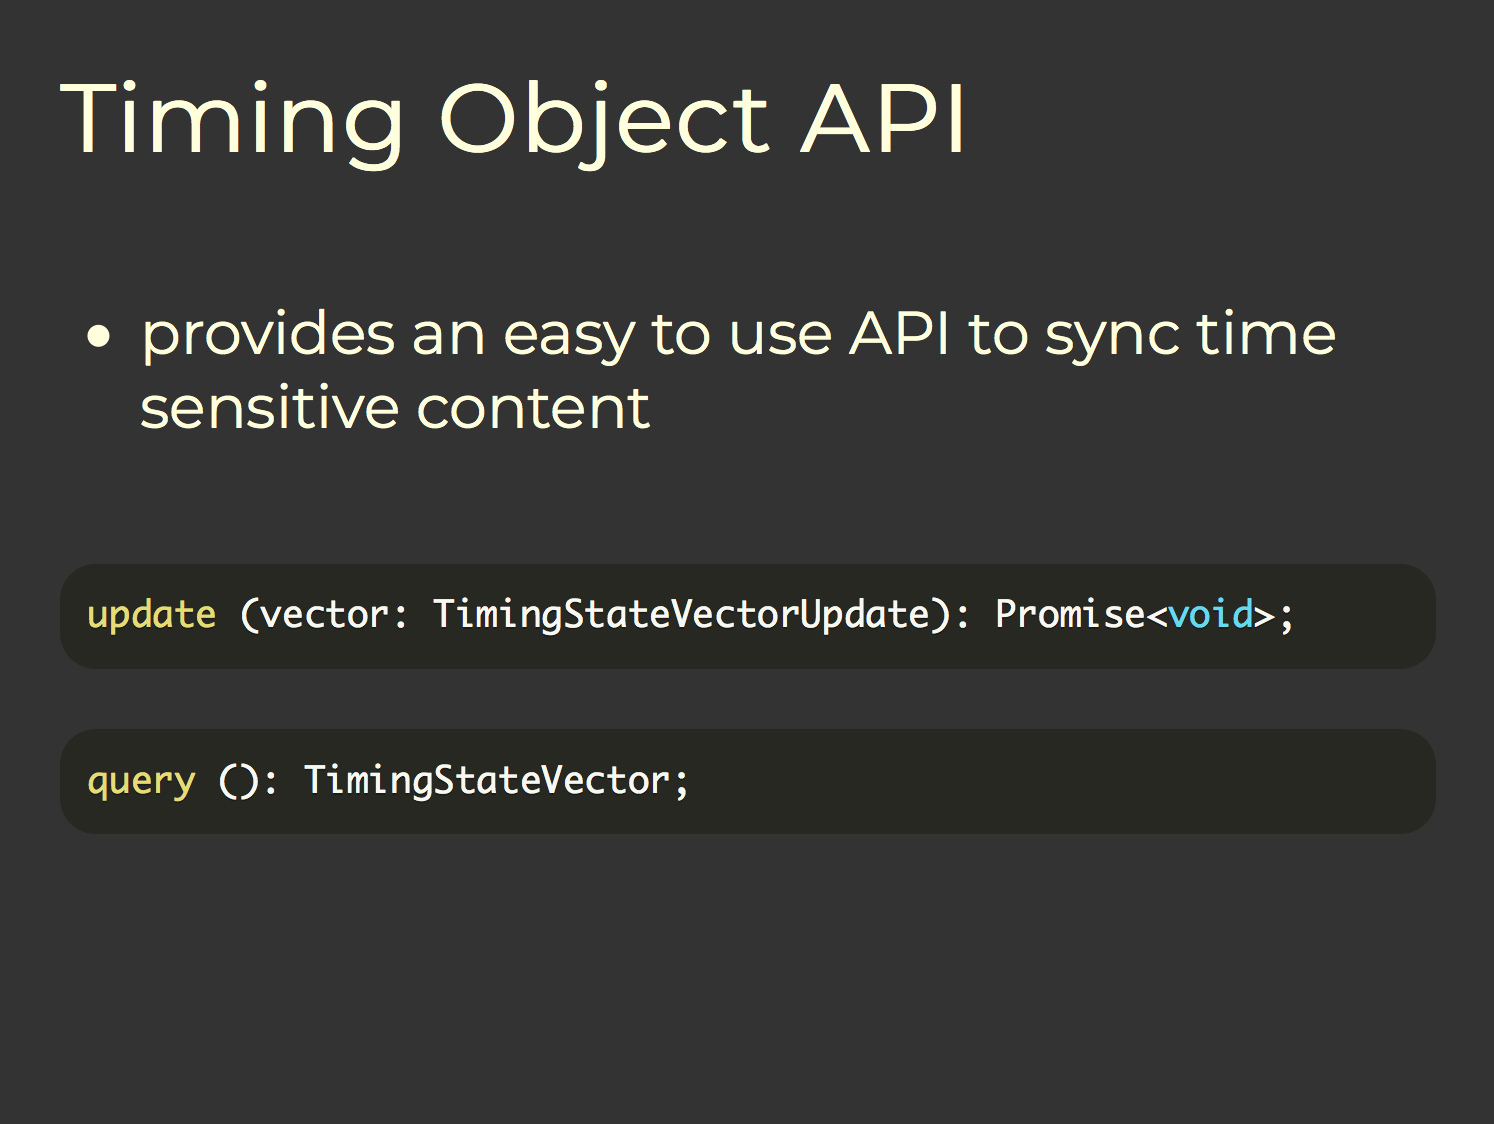 Timing Object API
• provides an easy to use API to sync time
sensitive content
update (vector: TimingStateVectorUpdate): Promise<void>;
query (): TimingStateVector;